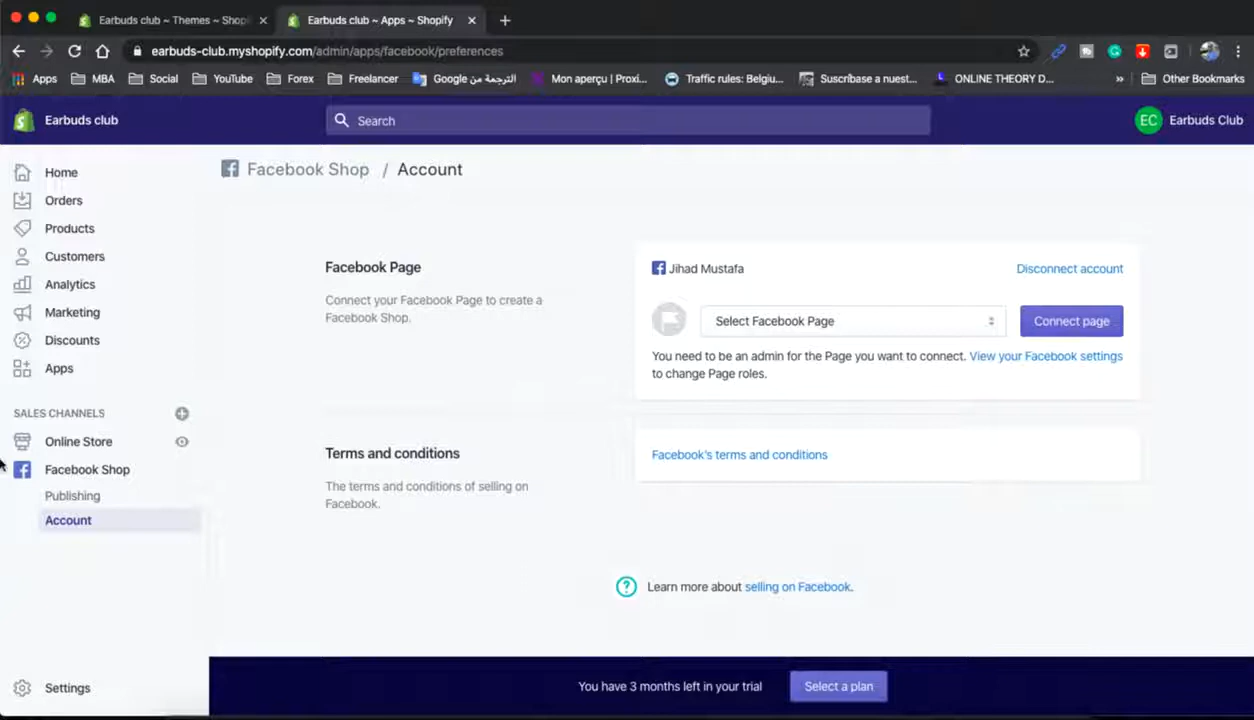 Earbuds club ~ Themes ~ Shopi
Earbuds club ~ Apps ~ Shopify
earbuds-club.myshopify.com/admin/apps/facebook/preferences
Apps
MBA
Social
YouTube
Forex
Freelancer
الترجمة من Google
Mon aperçu | Proxi...
Traffic rules: Belgiu...
Suscríbase a nuest...
ONLINE THEORY D...
»
Other Bookmarks
Earbuds club
Search
EC
Earbuds Club
Home
Orders
Products
Customers
Analytics
Marketing
Discounts
Apps
SALES CHANNELS
Online Store
Facebook Shop
Publishing
Account
Settings
Facebook Shop / Account
Facebook Page
Connect your Facebook Page to create a
Facebook Shop.
Jihad Mustafa
Disconnect account
Select Facebook Page
Connect page
You need to be an admin for the Page you want to connect. View your Facebook settings
to change Page roles.
Terms and conditions
The terms and conditions of selling on
Facebook.
Facebook's terms and conditions
Learn more about selling on Facebook.
You have 3 months left in your trial
Select a plan